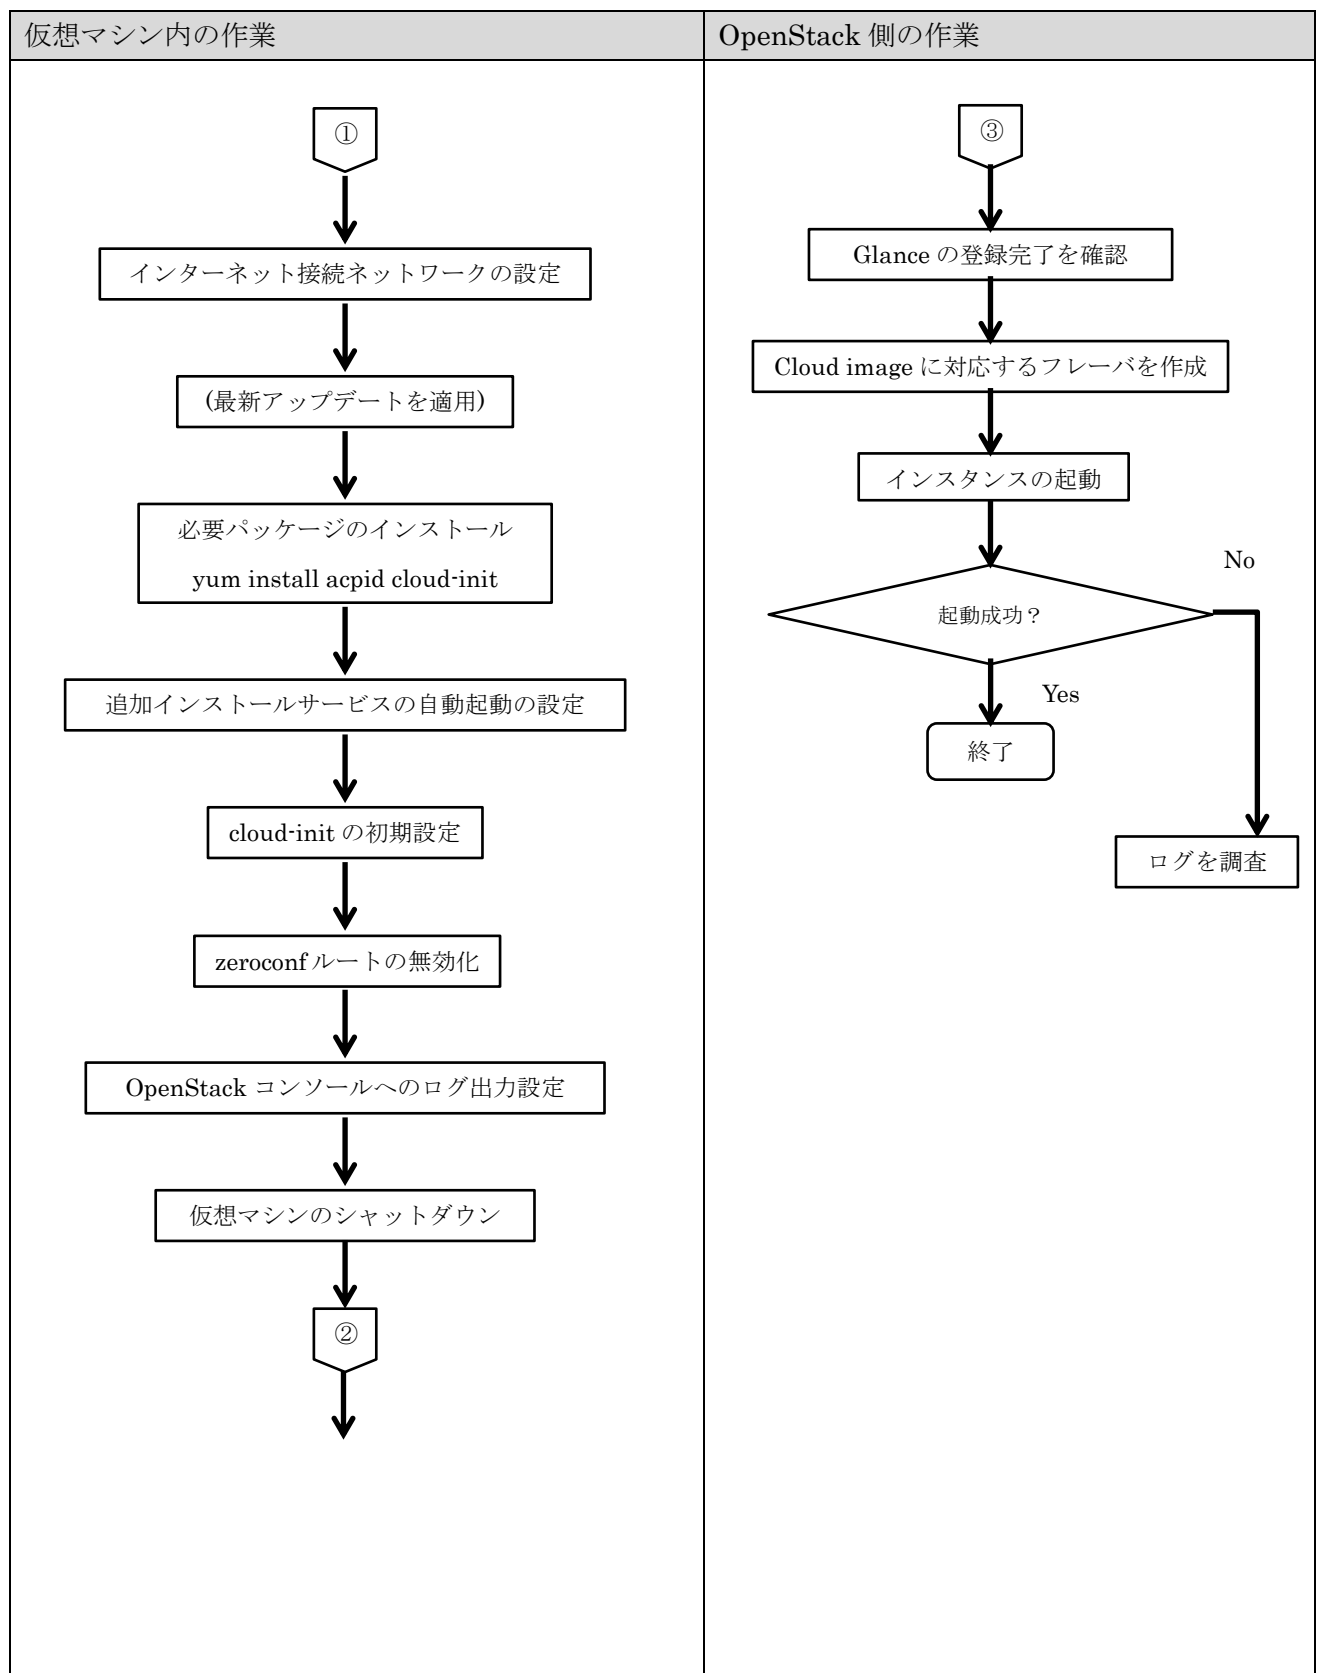 仮想マシン内の作業
①
インターネット接続ネットワークの設定
(最新アップデートを適用)
必要パッケージのインストール
yum install acpid cloud-init
追加インストールサービスの自動起動の設定
cloud-init の初期設定
zeroconf ルートの無効化
OpenStack コンソールへのログ出力設定
仮想マシンのシャットダウン
②
OpenStack 側の作業
③
Glance の登録完了を確認
Cloud image に対応するフレーバを作成
インスタンスの起動
No
起動成功？
Yes
終了
ログを調査